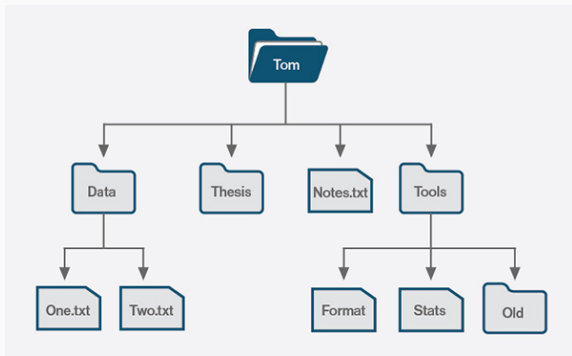 Tom
Data
Thesis
Notes.txt
Tools
One.txt
Two.txt
Format
Stats
Old